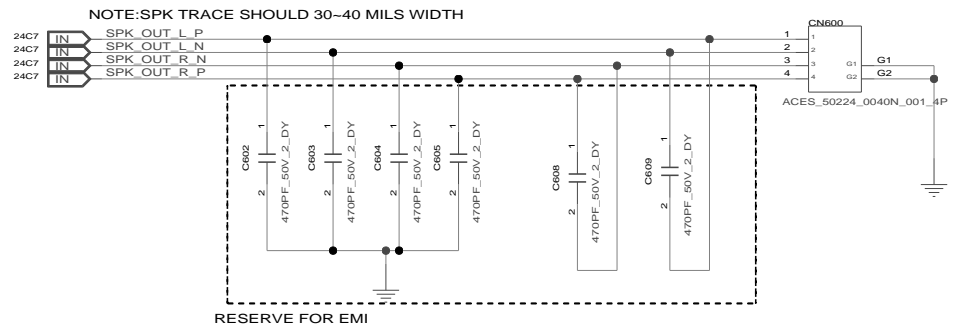 NOTE:SPK TRACE SHOULD 30~40 MILS WIDTH
CN600
24C7 IN SPK_OUT_L_P 1 1
24C7 IN SPK_OUT_L_N 2 2
24C7 IN SPK_OUT_R_N 3 3 G1 G1
24C7 IN SPK_OUT_R_P 4 4 G2 G2
ACES_50224_0040N_001_4P
C602 1 2 470PF_50V_2_DY
C603 1 2 470PF_50V_2_DY
C604 1 2 470PF_50V_2_DY
C605 1 2 470PF_50V_2_DY
C608 1 2 470PF_50V_2_DY
C609 1 2 470PF_50V_2_DY
RESERVE FOR EMI